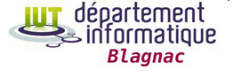 IUT département
informatique
Blagnac